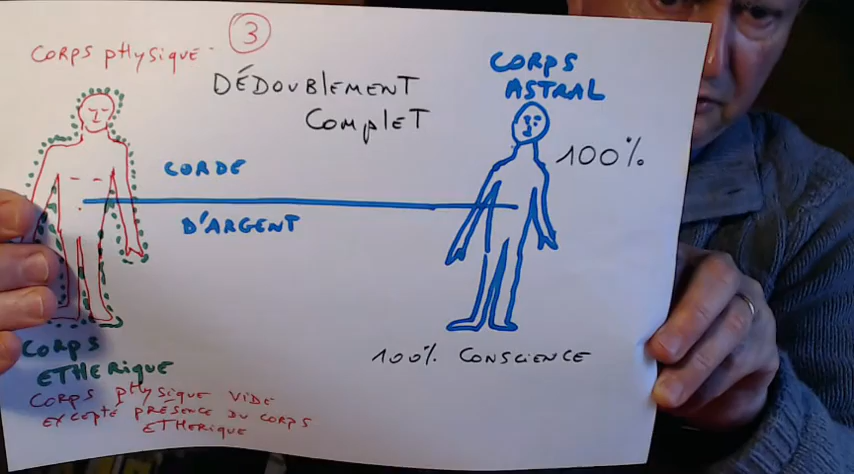 3
CORPS PHYSIQUE
DÉDOUBLEMENT
COMPLET
CORPS
ASTRAL
100%
CORDE
D'ARGENT
CORPS
ETHERIQUE
100% CONSCIENCE
CORPS PHYSIQUE VIDE
EXCEPTÉ PRÉSENCE DU CORPS
ETHERIQUE